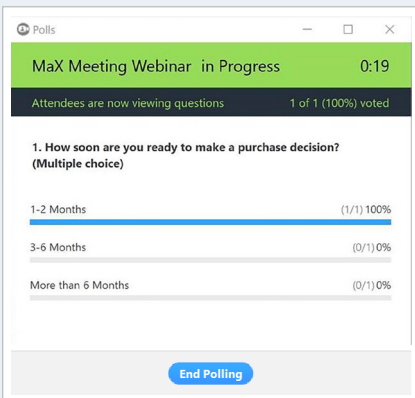 Polls
MaX Meeting Webinar in Progress 0:19
Attendees are now viewing questions 1 of 1 (100%) voted
1. How soon are you ready to make a purchase decision?
(Multiple choice)
1-2 Months (1/1) 100%
3-6 Months (0/1) 0%
More than 6 Months (0/1) 0%
End Polling